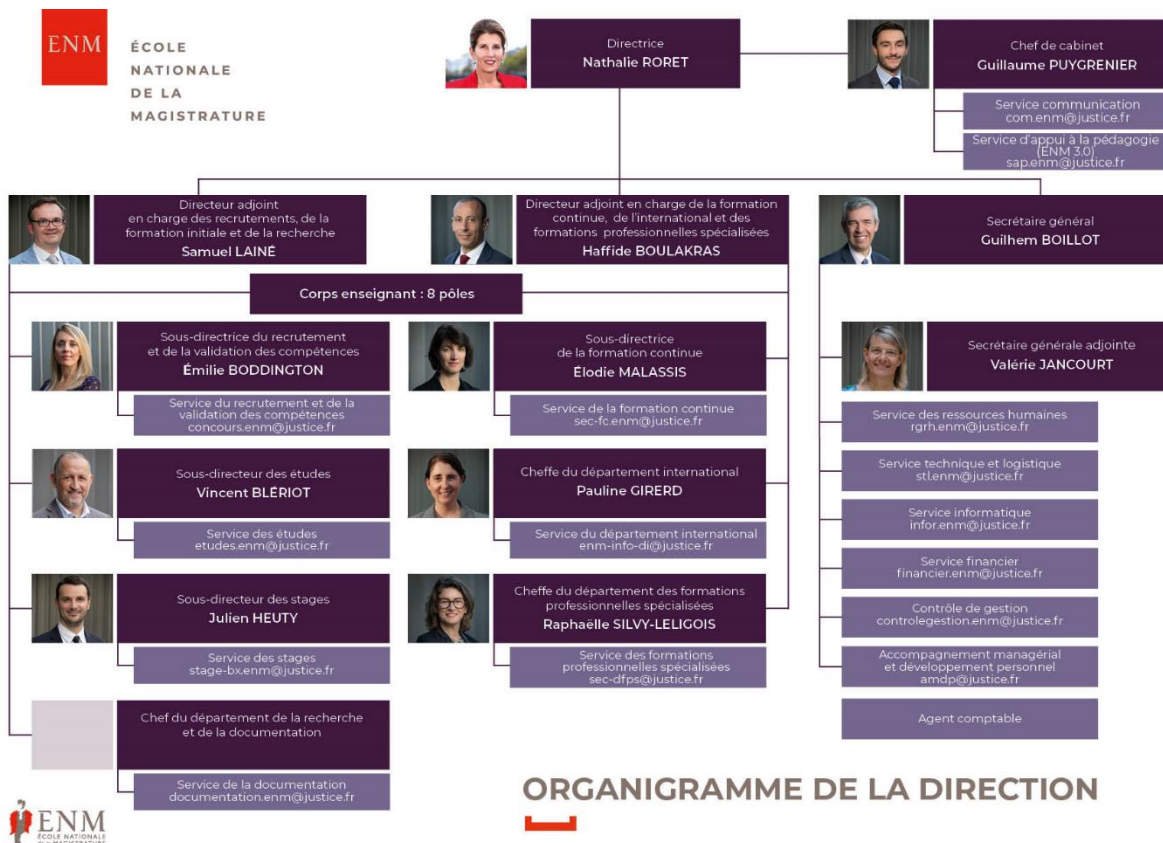 ENM
ÉCOLE
NATIONALE
DE LA
MAGISTRATURE
Directrice
Nathalie RORET
Chef de cabinet
Guillaume PUYGRENIER
Service communication
com.enm@justice.fr
Service d'appui à la pédagogie
(ENM 3.0)
sap.enm@justice.fr
Directeur adjoint
en charge des recrutements, de la
formation initiale et de la recherche
Samuel LAINÉ
Directeur adjoint en charge de la formation
continue, de l'international et des
formations professionnelles spécialisées
Haffide BOULAKRAS
Secrétaire général
Guilhem BOILLOT
Corps enseignant : 8 pôles
Sous-directrice du recrutement
et de la validation des compétences
Émilie BODDINGTON
Service du recrutement et de la
validation des compétences
concours.enm@justice.fr
Sous-directeur des études
Vincent BLÉRIOT
Service des études
etudes.enm@justice.fr
Sous-directeur des stages
Julien HEUTY
Service des stages
stage-bx.enm@justice.fr
Chef du département de la recherche
et de la documentation
Service de la documentation
documentation.enm@justice.fr
Sous-directrice
de la formation continue
Élodie MALASSIS
Service de la formation continue
sec-fc.enm@justice.fr
Cheffe du département international
Pauline GIRERD
Service du département international
enm-info-di@justice.fr
Cheffe du département des formations
professionnelles spécialisées
Raphaëlle SILVY-LELIGOIS
Service des formations
professionnelles spécialisées
sec-dfps@justice.fr
Secrétaire générale adjointe
Valérie JANCOURT
Service des ressources humaines
rgrh.enm@justice.fr
Service technique et logistique
stl.enm@justice.fr
Service informatique
infor.enm@justice.fr
Service financier
financier.enm@justice.fr
Contrôle de gestion
controlegestion.enm@justice.fr
Accompagnement managérial
et développement personnel
amdp@justice.fr
Agent comptable
ORGANIGRAMME DE LA DIRECTION
ENM
ÉCOLE NATIONALE
DE LA MAGISTRATURE